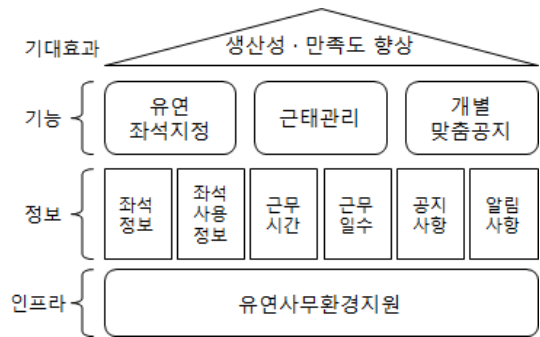 기대효과
생산성 · 만족도 향상
기능
유연
좌석지정
근태관리
개별
맞춤공지
정보
좌석
정보
좌석
사용
정보
근무
시간
근무
일수
공지
사항
알림
사항
인프라
유연사무환경지원